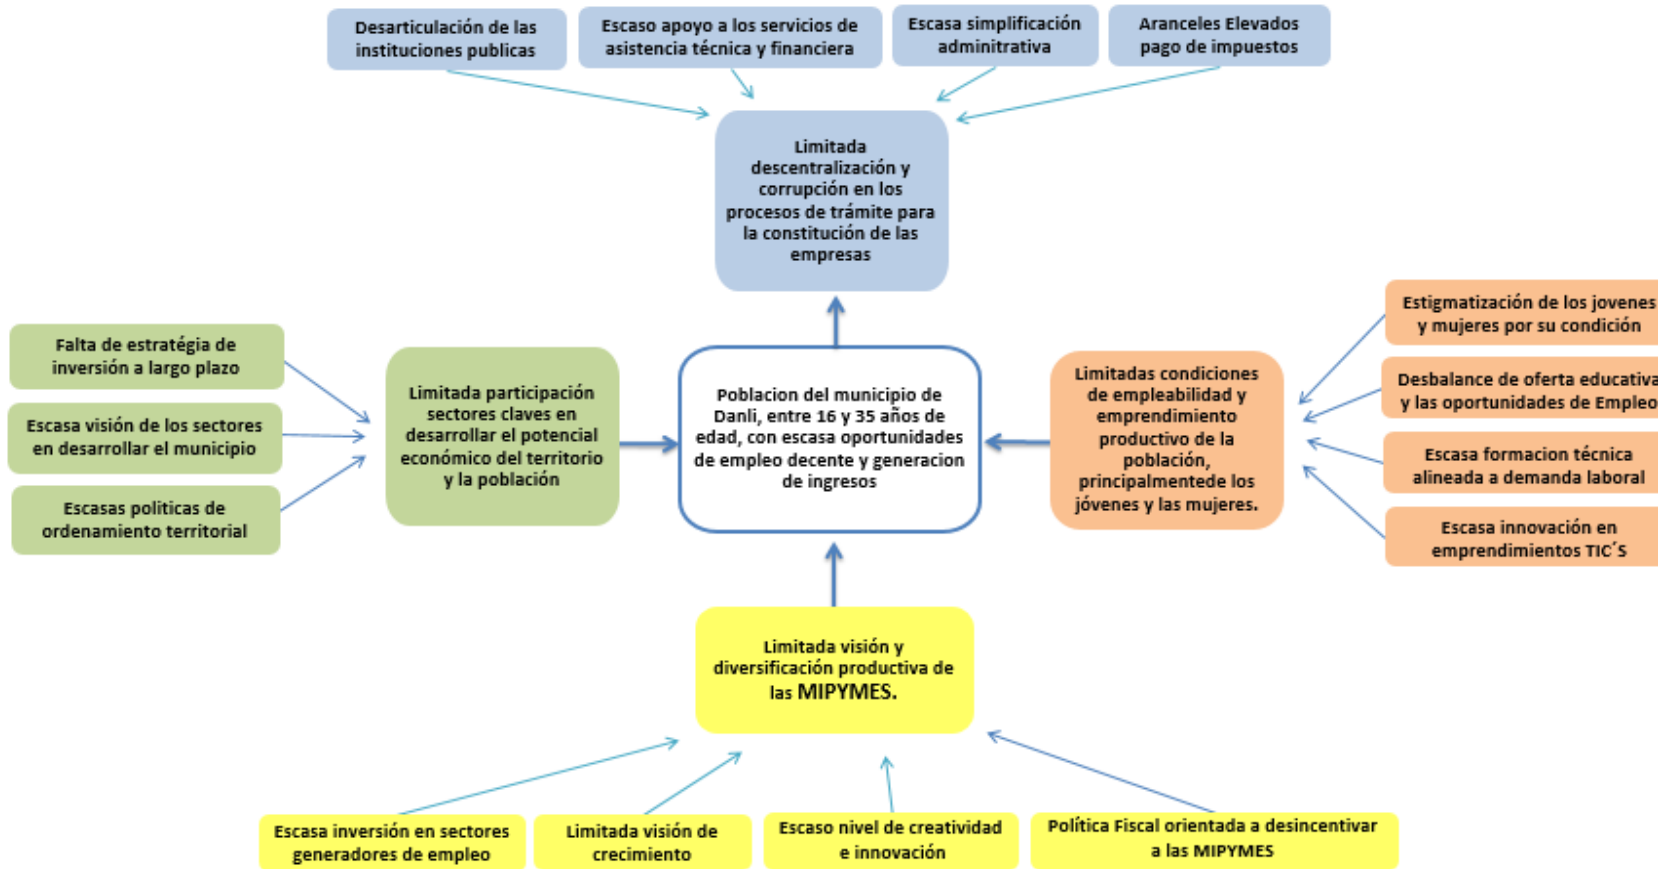 Desarticulación de las
instituciones publicas
Escaso apoyo a los servicios de
asistencia técnica y financiera
Escasa simplificación
adminitrativa
Aranceles Elevados
pago de impuestos
Limitada
descentralización y
corrupción en los
procesos de trámite para
la constitución de las
empresas
Falta de estratégia de
inversión a largo plazo
Escasa visión de los sectores
en desarrollar el municipio
Escasas politicas de
ordenamiento territorial
Limitada participación
sectores claves en
desarrollar el potencial
económico del territorio
y la población
Poblacion del municipio de
Danli, entre 16 y 35 años de
edad, con escasa oportunidades
de empleo decente y generacion
de ingresos
Limitadas condiciones
de empleabilidad y
emprendimiento
productivo de la
población,
principalmentede los
jóvenes y las mujeres.
Estigmatización de los jovenes
y mujeres por su condición
Desbalance de oferta educativa
y las oportunidades de Empleo
Escasa formacion técnica
alineada a demanda laboral
Escasa innovación en
emprendimientos TIC´S
Limitada visión y
diversificación productiva de
las MIPYMES.
Escasa inversión en sectores
generadores de empleo
Limitada visión de
crecimiento
Escaso nivel de creatividad
e innovación
Política Fiscal orientada a desincentivar
a las MIPYMES